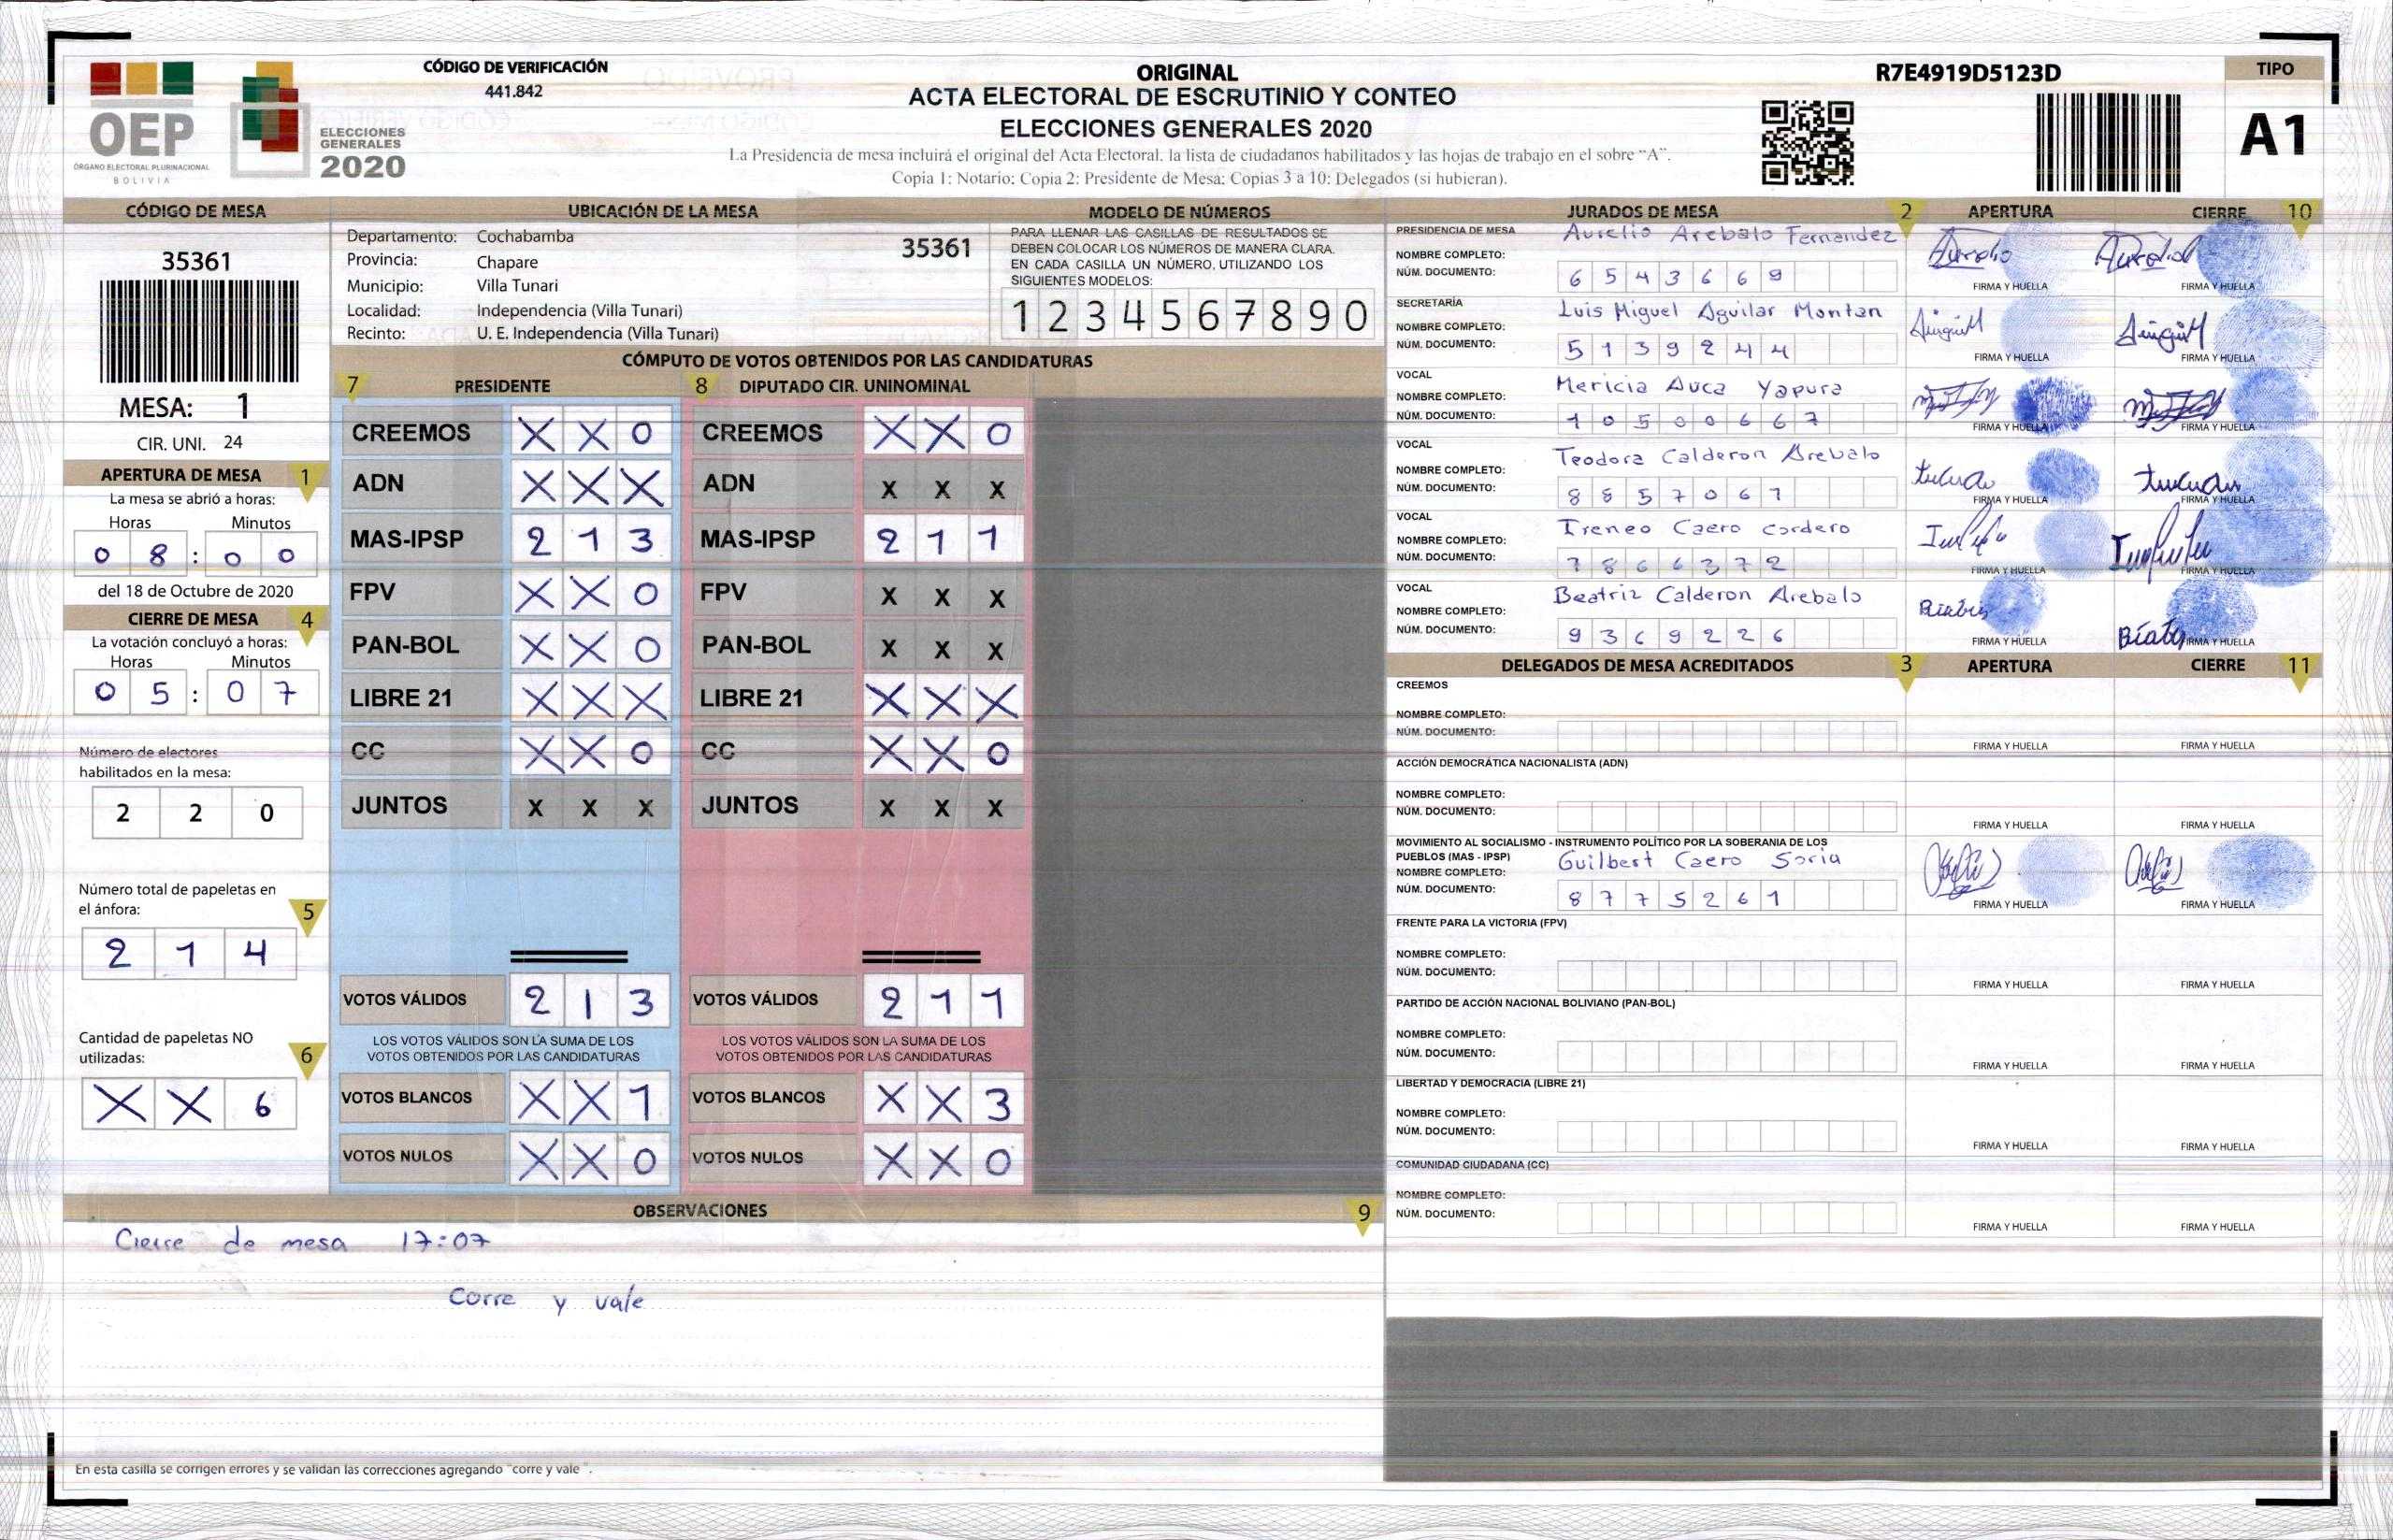 CÓDIGO DE VERIFICACIÓN
441.842
OEP
ÓRGANO ELECTORAL PLURINACIONAL
BOLIVIA
ELECCIONES
GENERALES
2020
ORIGINAL
ACTA ELECTORAL DE ESCRUTINIO Y CONTEO
ELECCIONES GENERALES 2020
La Presidencia de mesa incluirá el original del Acta Electoral, la lista de ciudadanos habilitados y las hojas de trabajo en el sobre "A".
Copia 1: Notario; Copia 2: Presidente de Mesa; Copias 3 a 10: Delegados (si hubieran).
R7E4919D5123D
TIPO
A1
CÓDIGO DE MESA
35361
MESA: 1
CIR. UNI. 24
APERTURA DE MESA 1
La mesa se abrió a horas:
Horas Minutos
0 8 : 0 0
del 18 de Octubre de 2020
CIERRE DE MESA 4
La votación concluyó a horas:
Horas Minutos
0 5 : 0 7
Número de electores
habilitados en la mesa:
2 2 0
Número total de papeletas en
el ánfora: 5
2 1 4
Cantidad de papeletas NO
utilizadas: 6
X X 6
UBICACIÓN DE LA MESA
Departamento: Cochabamba
Provincia: Chapare
Municipio: Villa Tunari
Localidad: Independencia (Villa Tunari)
Recinto: U. E. Independencia (Villa Tunari)
35361
MODELO DE NÚMEROS
PARA LLENAR LAS CASILLAS DE RESULTADOS SE
DEBEN COLOCAR LOS NÚMEROS DE MANERA CLARA.
EN CADA CASILLA UN NÚMERO, UTILIZANDO LOS
SIGUIENTES MODELOS:
1 2 3 4 5 6 7 8 9 0
CÓMPUTO DE VOTOS OBTENIDOS POR LAS CANDIDATURAS
7 PRESIDENTE 8 DIPUTADO CIR. UNINOMINAL
CREEMOS X X 0 CREEMOS X X 0
ADN X X X ADN X X X
MAS-IPSP 2 1 3 MAS-IPSP 2 1 1
FPV X X 0 FPV X X X
PAN-BOL X X 0 PAN-BOL X X X
LIBRE 21 X X X LIBRE 21 X X X
CC X X 0 CC X X 0
JUNTOS X X X JUNTOS X X X
VOTOS VÁLIDOS 2 1 3 VOTOS VÁLIDOS 2 1 1
LOS VOTOS VÁLIDOS SON LA SUMA DE LOS LOS VOTOS VÁLIDOS SON LA SUMA DE LOS
VOTOS OBTENIDOS POR LAS CANDIDATURAS VOTOS OBTENIDOS POR LAS CANDIDATURAS
VOTOS BLANCOS X X 1 VOTOS BLANCOS X X 3
VOTOS NULOS X X 0 VOTOS NULOS X X 0
OBSERVACIONES 9
Cierre de mesa 17:07
Corre y vale
En esta casilla se corrigen errores y se validan las correcciones agregando "corre y vale".
JURADOS DE MESA 2 APERTURA CIERRE 10
PRESIDENCIA DE MESA Aurelio Arebalo Fernandez
NOMBRE COMPLETO:
NÚM. DOCUMENTO: 6 5 4 3 6 6 9
FIRMA Y HUELLA FIRMA Y HUELLA
SECRETARÍA Luis Miguel Aguilar Montan
NOMBRE COMPLETO:
NÚM. DOCUMENTO: 5 1 3 9 2 4 4
FIRMA Y HUELLA FIRMA Y HUELLA
VOCAL Mericia Auca Yapura
NOMBRE COMPLETO:
NÚM. DOCUMENTO: 1 0 5 0 0 6 6 7
FIRMA Y HUELLA FIRMA Y HUELLA
VOCAL Teodora Calderon Arebalo
NOMBRE COMPLETO:
NÚM. DOCUMENTO: 8 8 5 7 0 6 1
FIRMA Y HUELLA FIRMA Y HUELLA
VOCAL Ireneo Caero Cordero
NOMBRE COMPLETO:
NÚM. DOCUMENTO: 7 8 6 6 3 7 2
FIRMA Y HUELLA FIRMA Y HUELLA
VOCAL Beatriz Calderon Arebalo
NOMBRE COMPLETO:
NÚM. DOCUMENTO: 9 3 6 9 2 2 6
FIRMA Y HUELLA FIRMA Y HUELLA
DELEGADOS DE MESA ACREDITADOS 3 APERTURA CIERRE 11
CREEMOS
NOMBRE COMPLETO:
NÚM. DOCUMENTO:
FIRMA Y HUELLA FIRMA Y HUELLA
ACCIÓN DEMOCRÁTICA NACIONALISTA (ADN)
NOMBRE COMPLETO:
NÚM. DOCUMENTO:
FIRMA Y HUELLA FIRMA Y HUELLA
MOVIMIENTO AL SOCIALISMO - INSTRUMENTO POLÍTICO POR LA SOBERANIA DE LOS
PUEBLOS (MAS - IPSP) Guilbert Caero Soria
NOMBRE COMPLETO:
NÚM. DOCUMENTO: 8 7 7 5 2 6 1
FIRMA Y HUELLA FIRMA Y HUELLA
FRENTE PARA LA VICTORIA (FPV)
NOMBRE COMPLETO:
NÚM. DOCUMENTO:
FIRMA Y HUELLA FIRMA Y HUELLA
PARTIDO DE ACCIÓN NACIONAL BOLIVIANO (PAN-BOL)
NOMBRE COMPLETO:
NÚM. DOCUMENTO:
FIRMA Y HUELLA FIRMA Y HUELLA
LIBERTAD Y DEMOCRACIA (LIBRE 21)
NOMBRE COMPLETO:
NÚM. DOCUMENTO:
FIRMA Y HUELLA FIRMA Y HUELLA
COMUNIDAD CIUDADANA (CC)
NOMBRE COMPLETO:
NÚM. DOCUMENTO:
FIRMA Y HUELLA FIRMA Y HUELLA